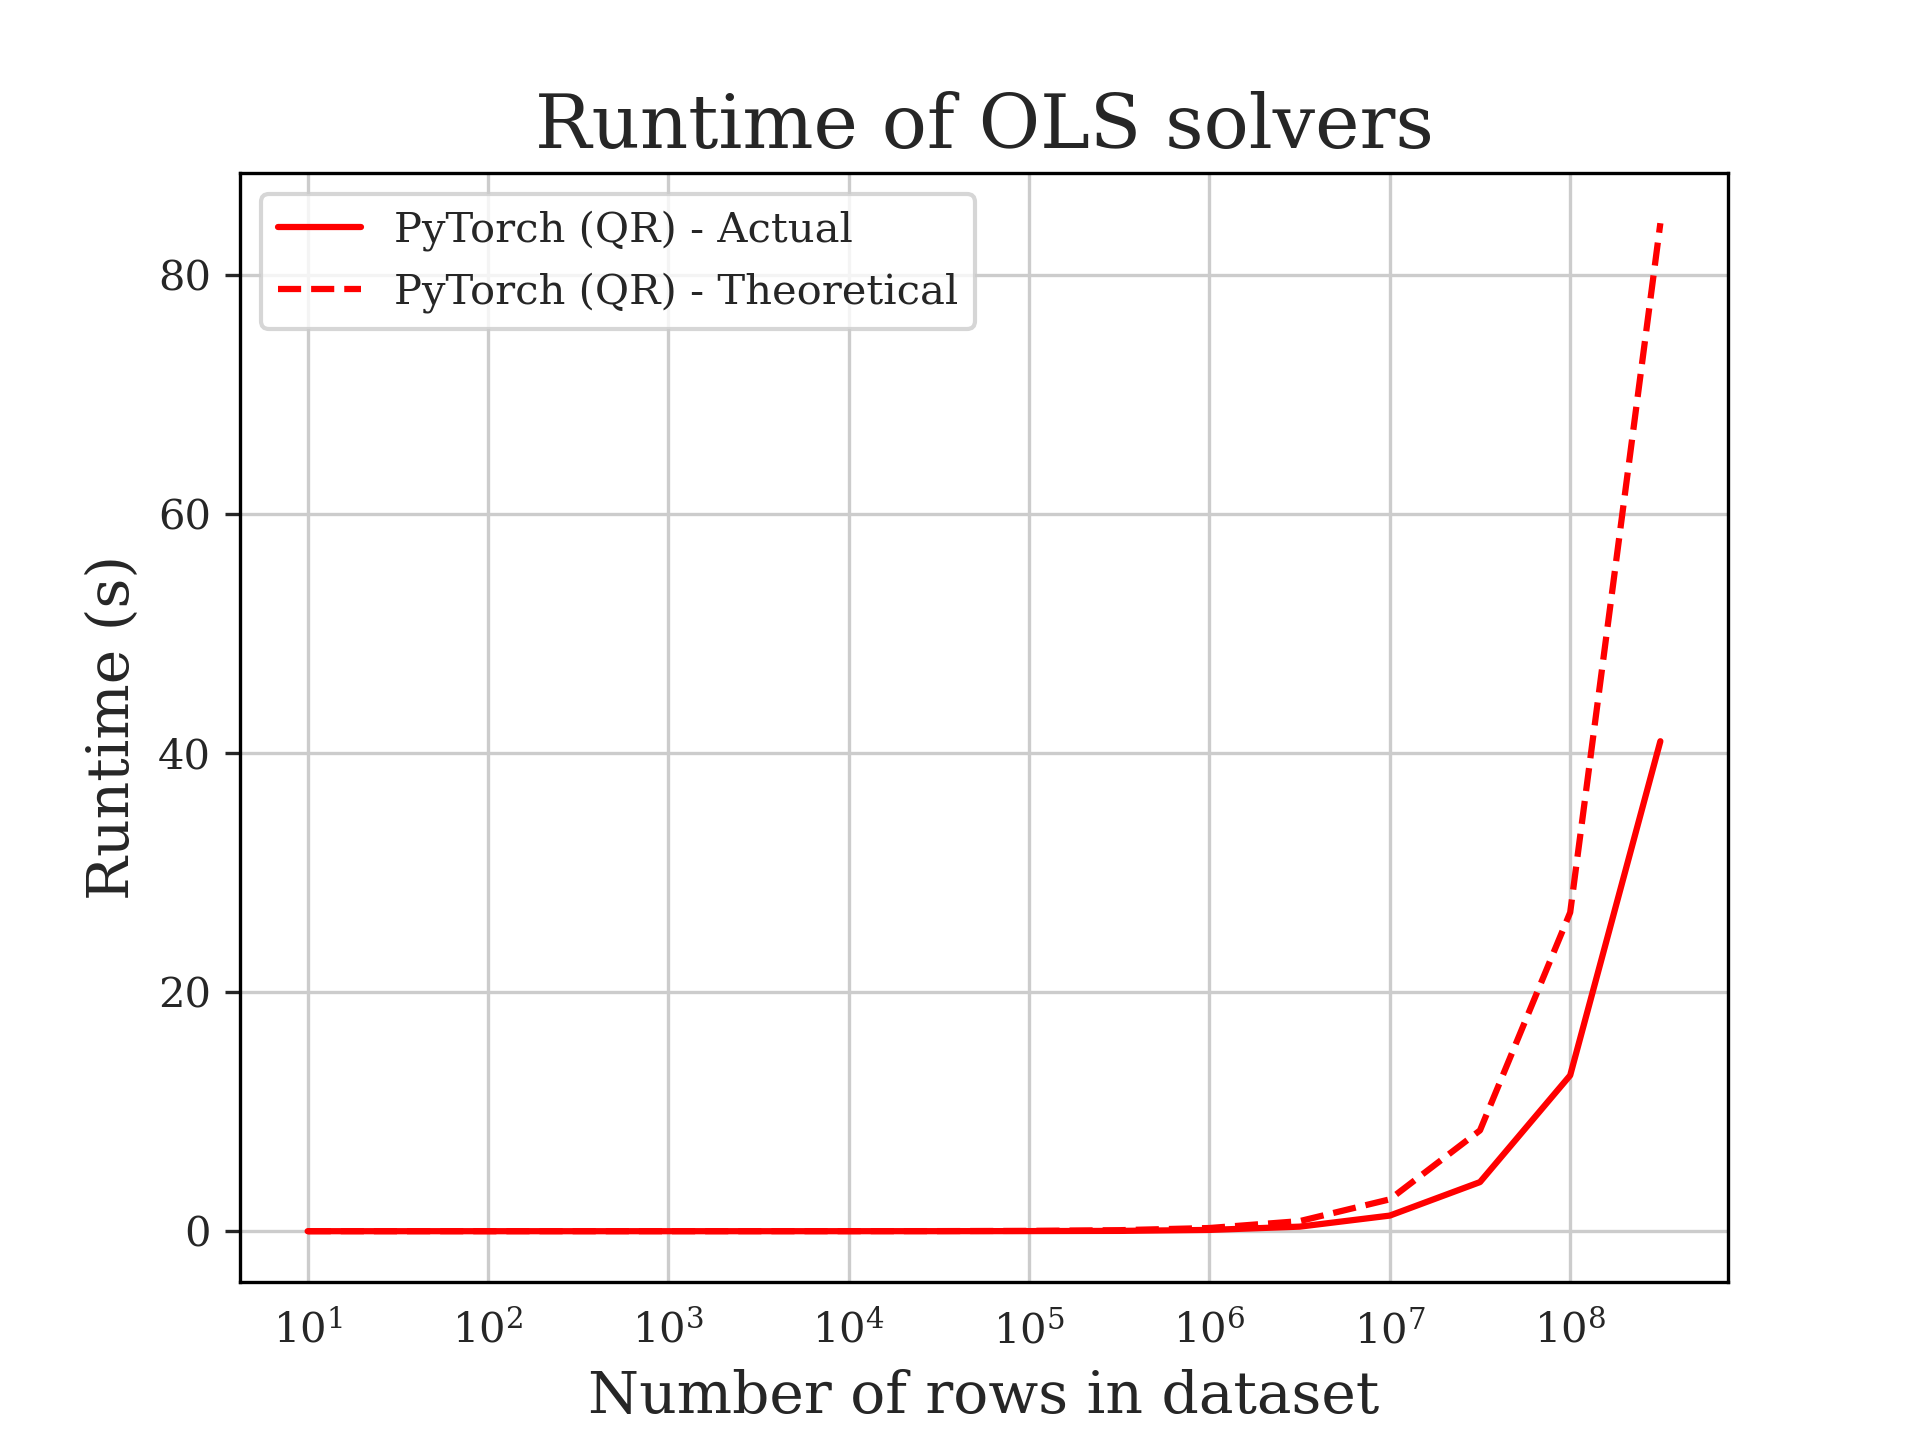 Runtime of OLS solvers
PyTorch (QR) - Actual
PyTorch (QR) - Theoretical
Runtime (s)
80
60
40
20
0
10¹ 10² 10³ 10⁴ 10⁵ 10⁶ 10⁷ 10⁸
Number of rows in dataset